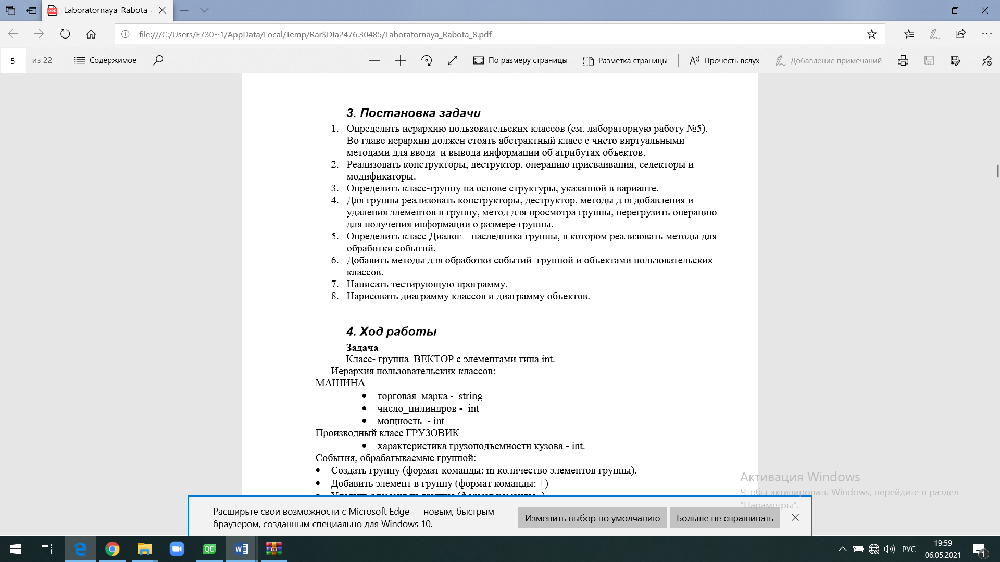 Laboratornaya_Rabota_
file:///C:/Users/F730~1/AppData/Local/Temp/Rar$DIa2476.30485/Laboratornaya_Rabota_8.pdf
5 из 22 Содержимое По размеру страницы Разметка страницы Прочесть вслух Добавление примечаний
3. Постановка задачи
1. Определить иерархию пользовательских классов (см. лабораторную работу №5).
Во главе иерархии должен стоять абстрактный класс с чисто виртуальными
методами для ввода и вывода информации об атрибутах объектов.
2. Реализовать конструкторы, деструктор, операцию присваивания, селекторы и
модификаторы.
3. Определить класс-группу на основе структуры, указанной в варианте.
4. Для группы реализовать конструкторы, деструктор, методы для добавления и
удаления элементов в группу, метод для просмотра группы, перегрузить операцию
для получения информации о размере группы.
5. Определить класс Диалог – наследника группы, в котором реализовать методы для
обработки событий.
6. Добавить методы для обработки событий группой и объектами пользовательских
классов.
7. Написать тестирующую программу.
8. Нарисовать диаграмму классов и диаграмму объектов.
4. Ход работы
Задача
Класс- группа ВЕКТОР с элементами типа int.
Иерархия пользовательских классов:
МАШИНА
• торговая_марка - string
• число_цилиндров - int
• мощность - int
Производный класс ГРУЗОВИК
• характеристика грузоподъемности кузова - int.
События, обрабатываемые группой:
• Создать группу (формат команды: m количество элементов группы).
• Добавить элемент в группу (формат команды: +)
• Удалить элемент из группы (формат команды -)
Активация Windows
Чтобы активировать Windows, перейдите в раздел
"Параметры".
Расширьте свои возможности с Microsoft Edge — новым, быстрым
браузером, созданным специально для Windows 10.
Изменить выбор по умолчанию Больше не спрашивать
РУС
19:59
06.05.2021
1